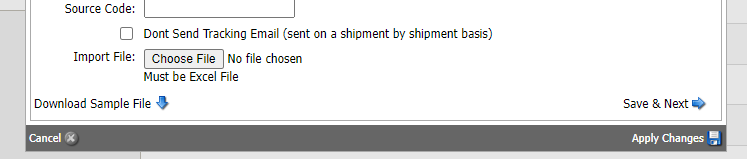 Source Code:
Dont Send Tracking Email (sent on a shipment by shipment basis)
Import File: Choose File No file chosen
Must be Excel File
Download Sample File Save & Next
Cancel Apply Changes